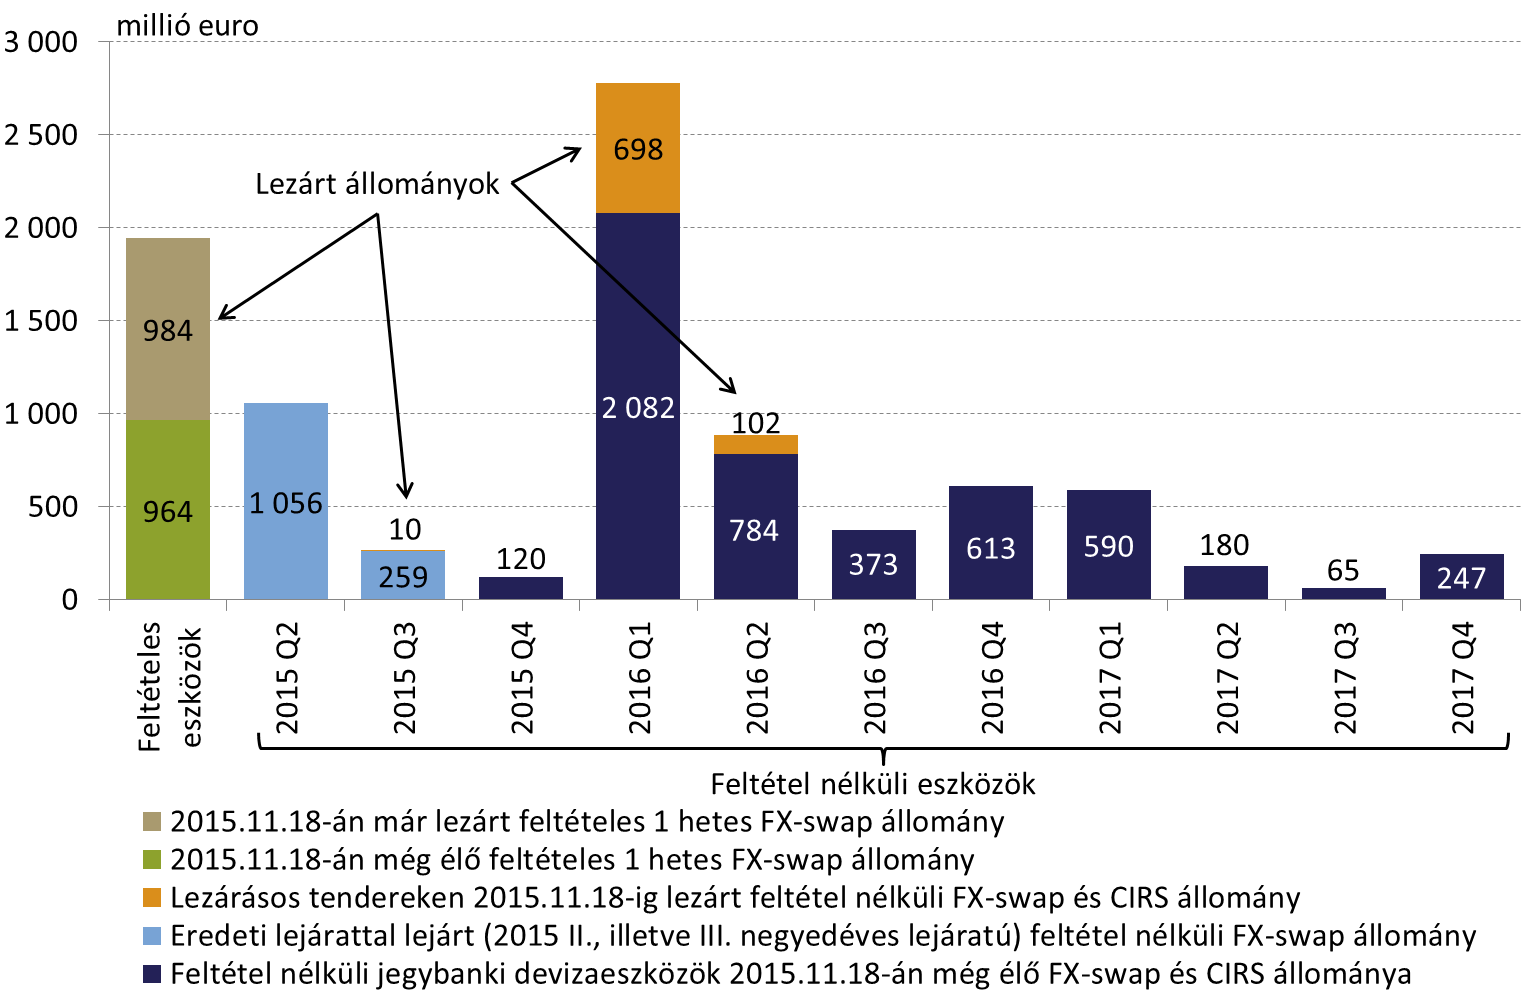 millió euro
3 000
2 500
2 000
1 500
1 000
500
0
Lezárt állományok
984
964
1 056
10
259
120
698
2 082
102
784
373
613
590
180
65
247
Feltételes
eszközök
2015 Q2
2015 Q3
2015 Q4
2016 Q1
2016 Q2
2016 Q3
2016 Q4
2017 Q1
2017 Q2
2017 Q3
2017 Q4
Feltétel nélküli eszközök
2015.11.18-án már lezárt feltételes 1 hetes FX-swap állomány
2015.11.18-án még élő feltételes 1 hetes FX-swap állomány
Lezárásos tendereken 2015.11.18-ig lezárt feltétel nélküli FX-swap és CIRS állomány
Eredeti lejárattal lejárt (2015 II., illetve III. negyedéves lejáratú) feltétel nélküli FX-swap állomány
Feltétel nélküli jegybanki devizaeszközök 2015.11.18-án még élő FX-swap és CIRS állománya